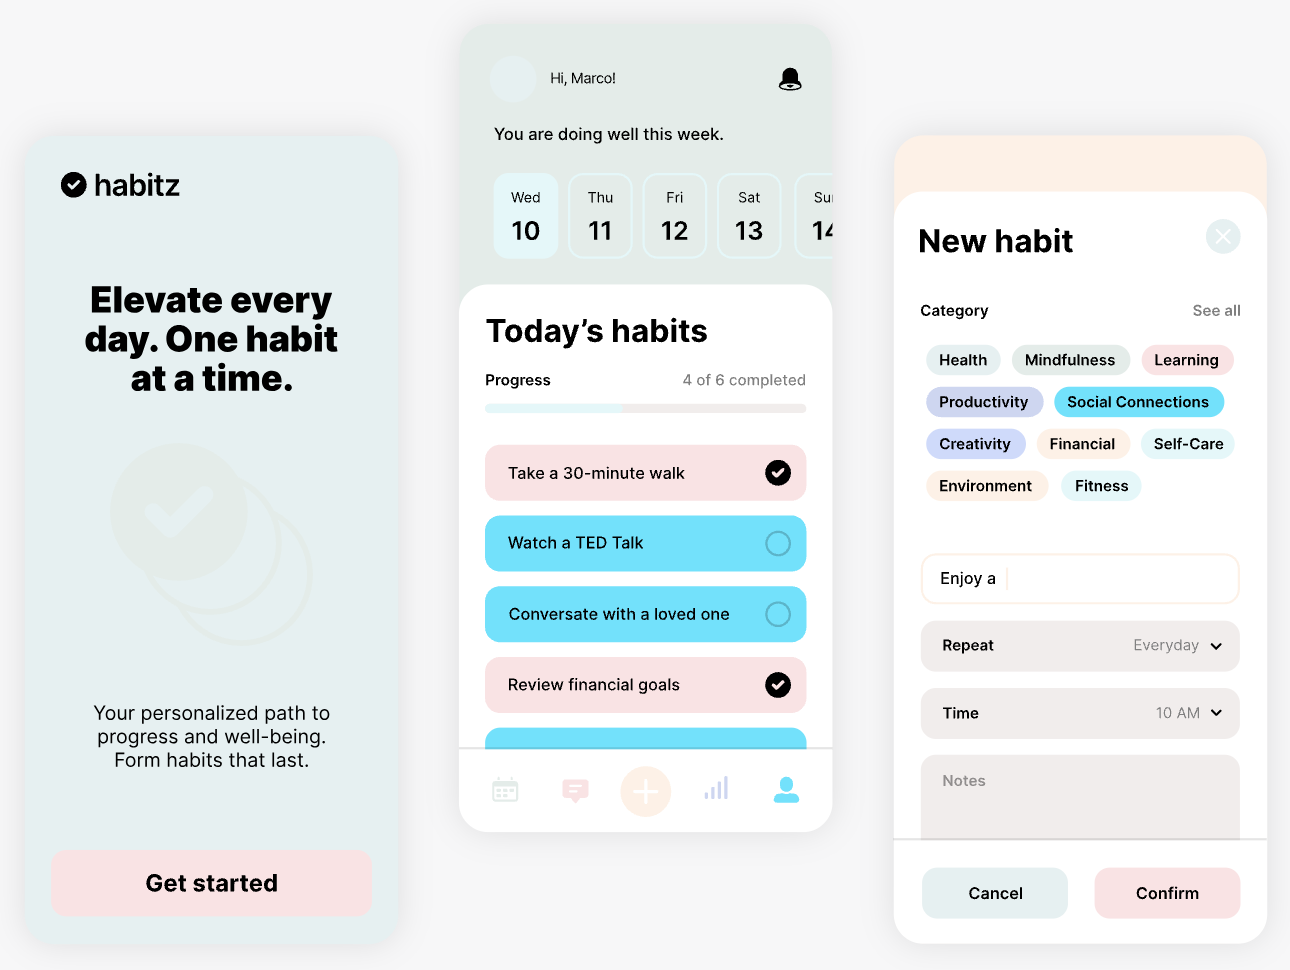 habitz
Elevate every
day. One habit
at a time.
Your personalized path to
progress and well-being.
Form habits that last.
Get started
Hi, Marco!
You are doing well this week.
Wed Thu Fri Sat Su
10 11 12 13 14
Today’s habits
Progress 4 of 6 completed
Take a 30-minute walk
Watch a TED Talk
Conversate with a loved one
Review financial goals
New habit
Category See all
Health Mindfulness Learning
Productivity Social Connections
Creativity Financial Self-Care
Environment Fitness
Enjoy a
Repeat Everyday
Time 10 AM
Notes
Cancel Confirm